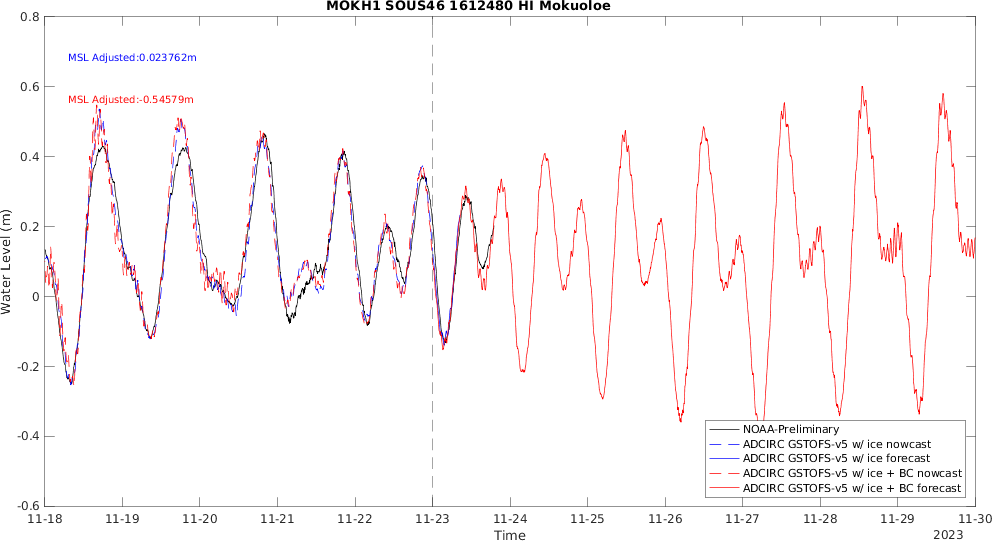 MOKH1 SOUS46 1612480 HI Mokuoloe
0.8
0.6
0.4
0.2
0
-0.2
-0.4
-0.6
Water Level (m)
MSL Adjusted:0.023762m
MSL Adjusted:-0.54579m
NOAA-Preliminary
ADCIRC GSTOFS-v5 w/ ice nowcast
ADCIRC GSTOFS-v5 w/ ice forecast
ADCIRC GSTOFS-v5 w/ ice + BC nowcast
ADCIRC GSTOFS-v5 w/ ice + BC forecast
11-18 11-19 11-20 11-21 11-22 11-23 11-24 11-25 11-26 11-27 11-28 11-29 11-30
Time
2023